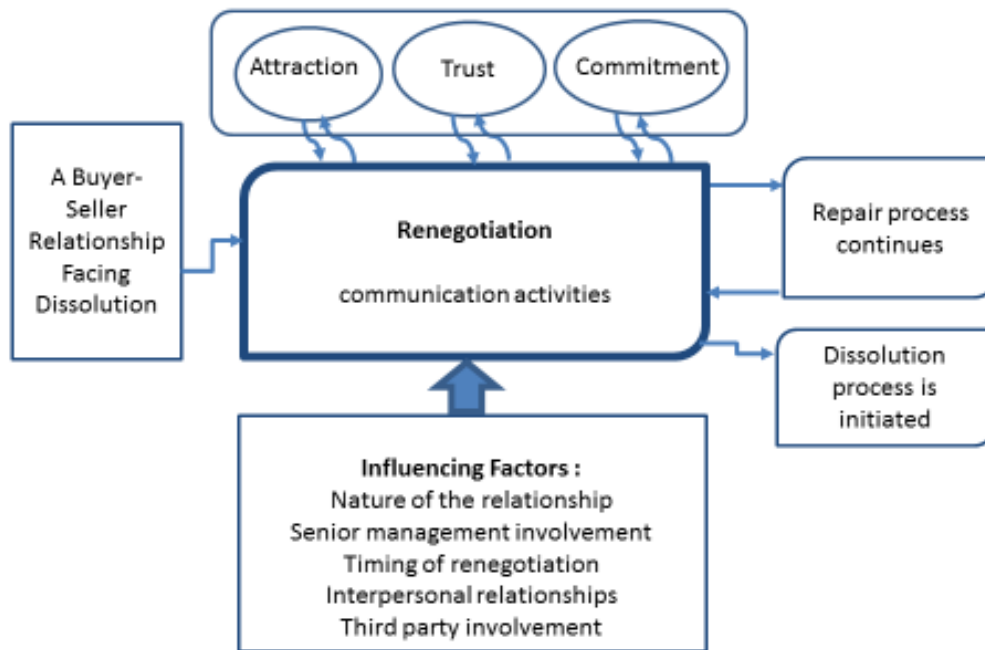 Attraction
Trust
Commitment
A Buyer-
Seller
Relationship
Facing
Dissolution
Renegotiation
communication activities
Repair process
continues
Dissolution
process is
initiated
Influencing Factors :
Nature of the relationship
Senior management involvement
Timing of renegotiation
Interpersonal relationships
Third party involvement